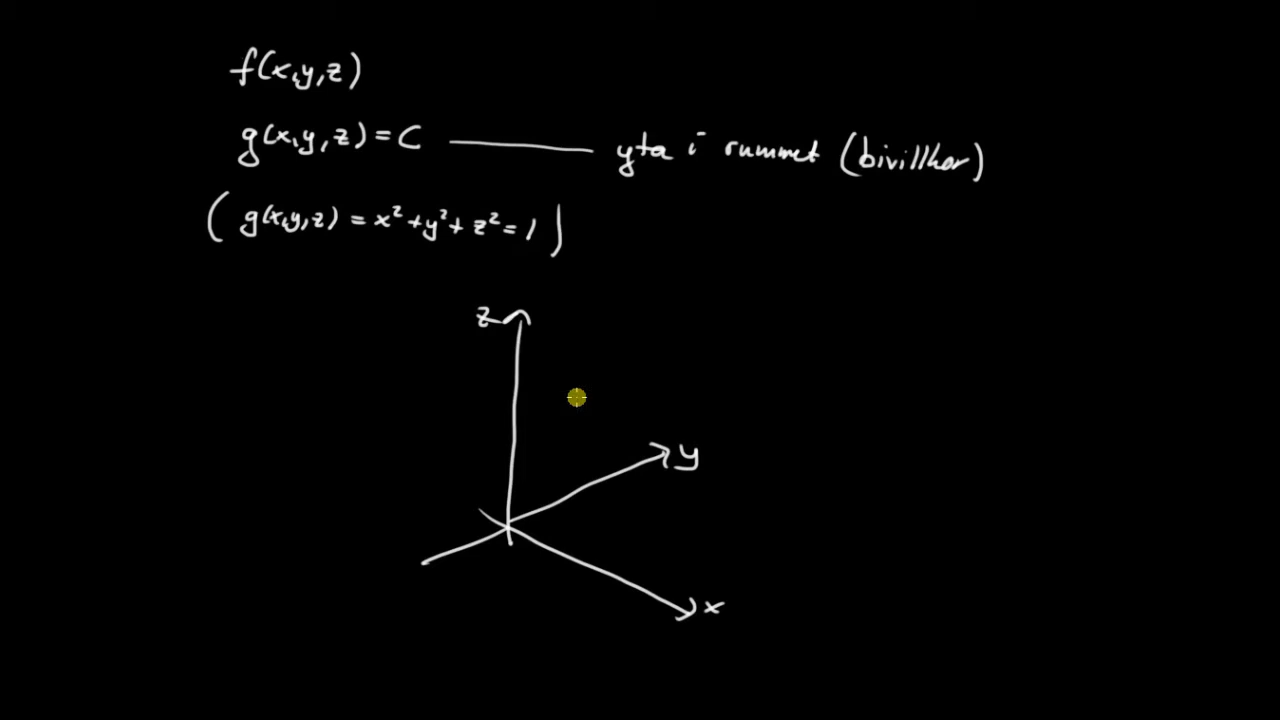 f(x,y,z)
g(x,y,z) = C ——— yta i rummet (bivillkor)
( g(x,y,z) = x² + y² + z² = 1 )
z
y
x